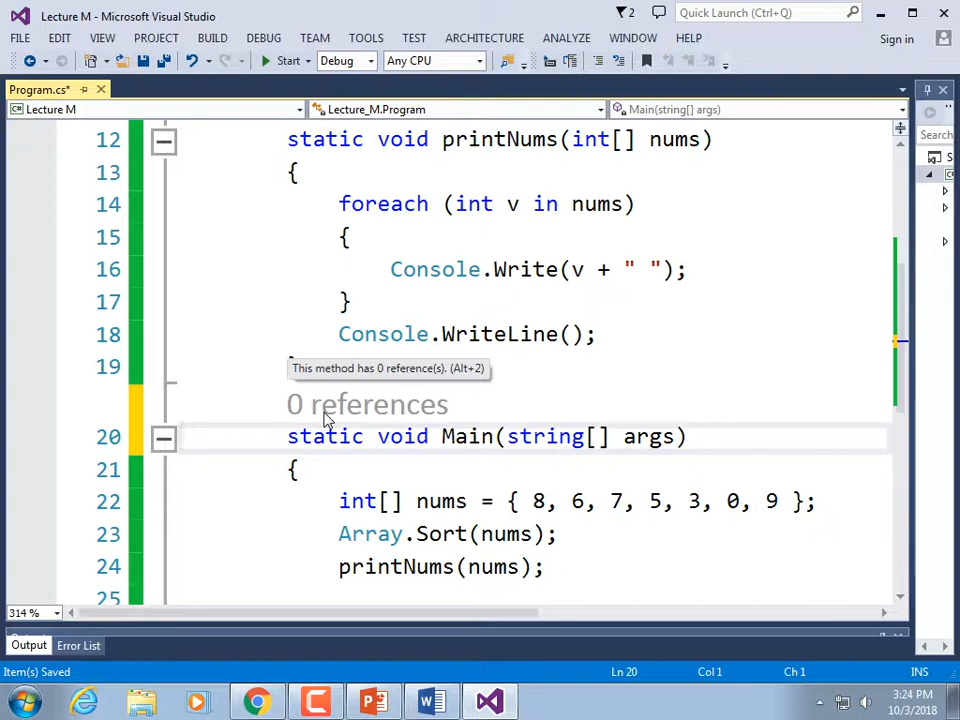 Lecture M - Microsoft Visual Studio
2
Quick Launch (Ctrl+Q)
FILE EDIT VIEW PROJECT BUILD DEBUG TEAM TOOLS TEST ARCHITECTURE ANALYZE WINDOW HELP
Sign in
Start Debug Any CPU
Program.cs*
Lecture M
Lecture_M.Program
Main(string[] args)
Search
12 static void printNums(int[] nums)
13 {
14 foreach (int v in nums)
15 {
16 Console.Write(v + " ");
17 }
18 Console.WriteLine();
19 }
This method has 0 reference(s). (Alt+2)
0 references
20 static void Main(string[] args)
21 {
22 int[] nums = { 8, 6, 7, 5, 3, 0, 9 };
23 Array.Sort(nums);
24 printNums(nums);
25
314 %
Output Error List
Item(s) Saved
Ln 20 Col 1 Ch 1 INS
3:24 PM
10/3/2018